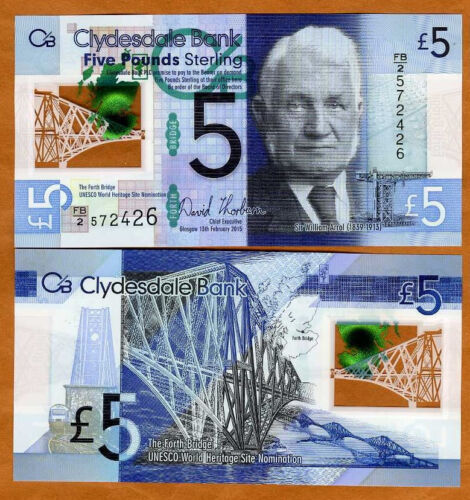 C/B Clydesdale Bank
£5
Five Pounds Sterling
Clydesdale Bank PLC promise to pay to the Bearer on demand
Five Pounds Sterling at their office here
By order of the Board of Directors
FB/2 572426
FORTH BRIDGE
5
The Forth Bridge
UNESCO World Heritage Site Nomination
£5
FB/2 572426
David Thorburn
Chief Executive
Glasgow 15th February 2015
Sir William Arrol (1839-1913)
£5
C/B Clydesdale Bank
£5
Forth Bridge
£5
The Forth Bridge
UNESCO World Heritage Site Nomination